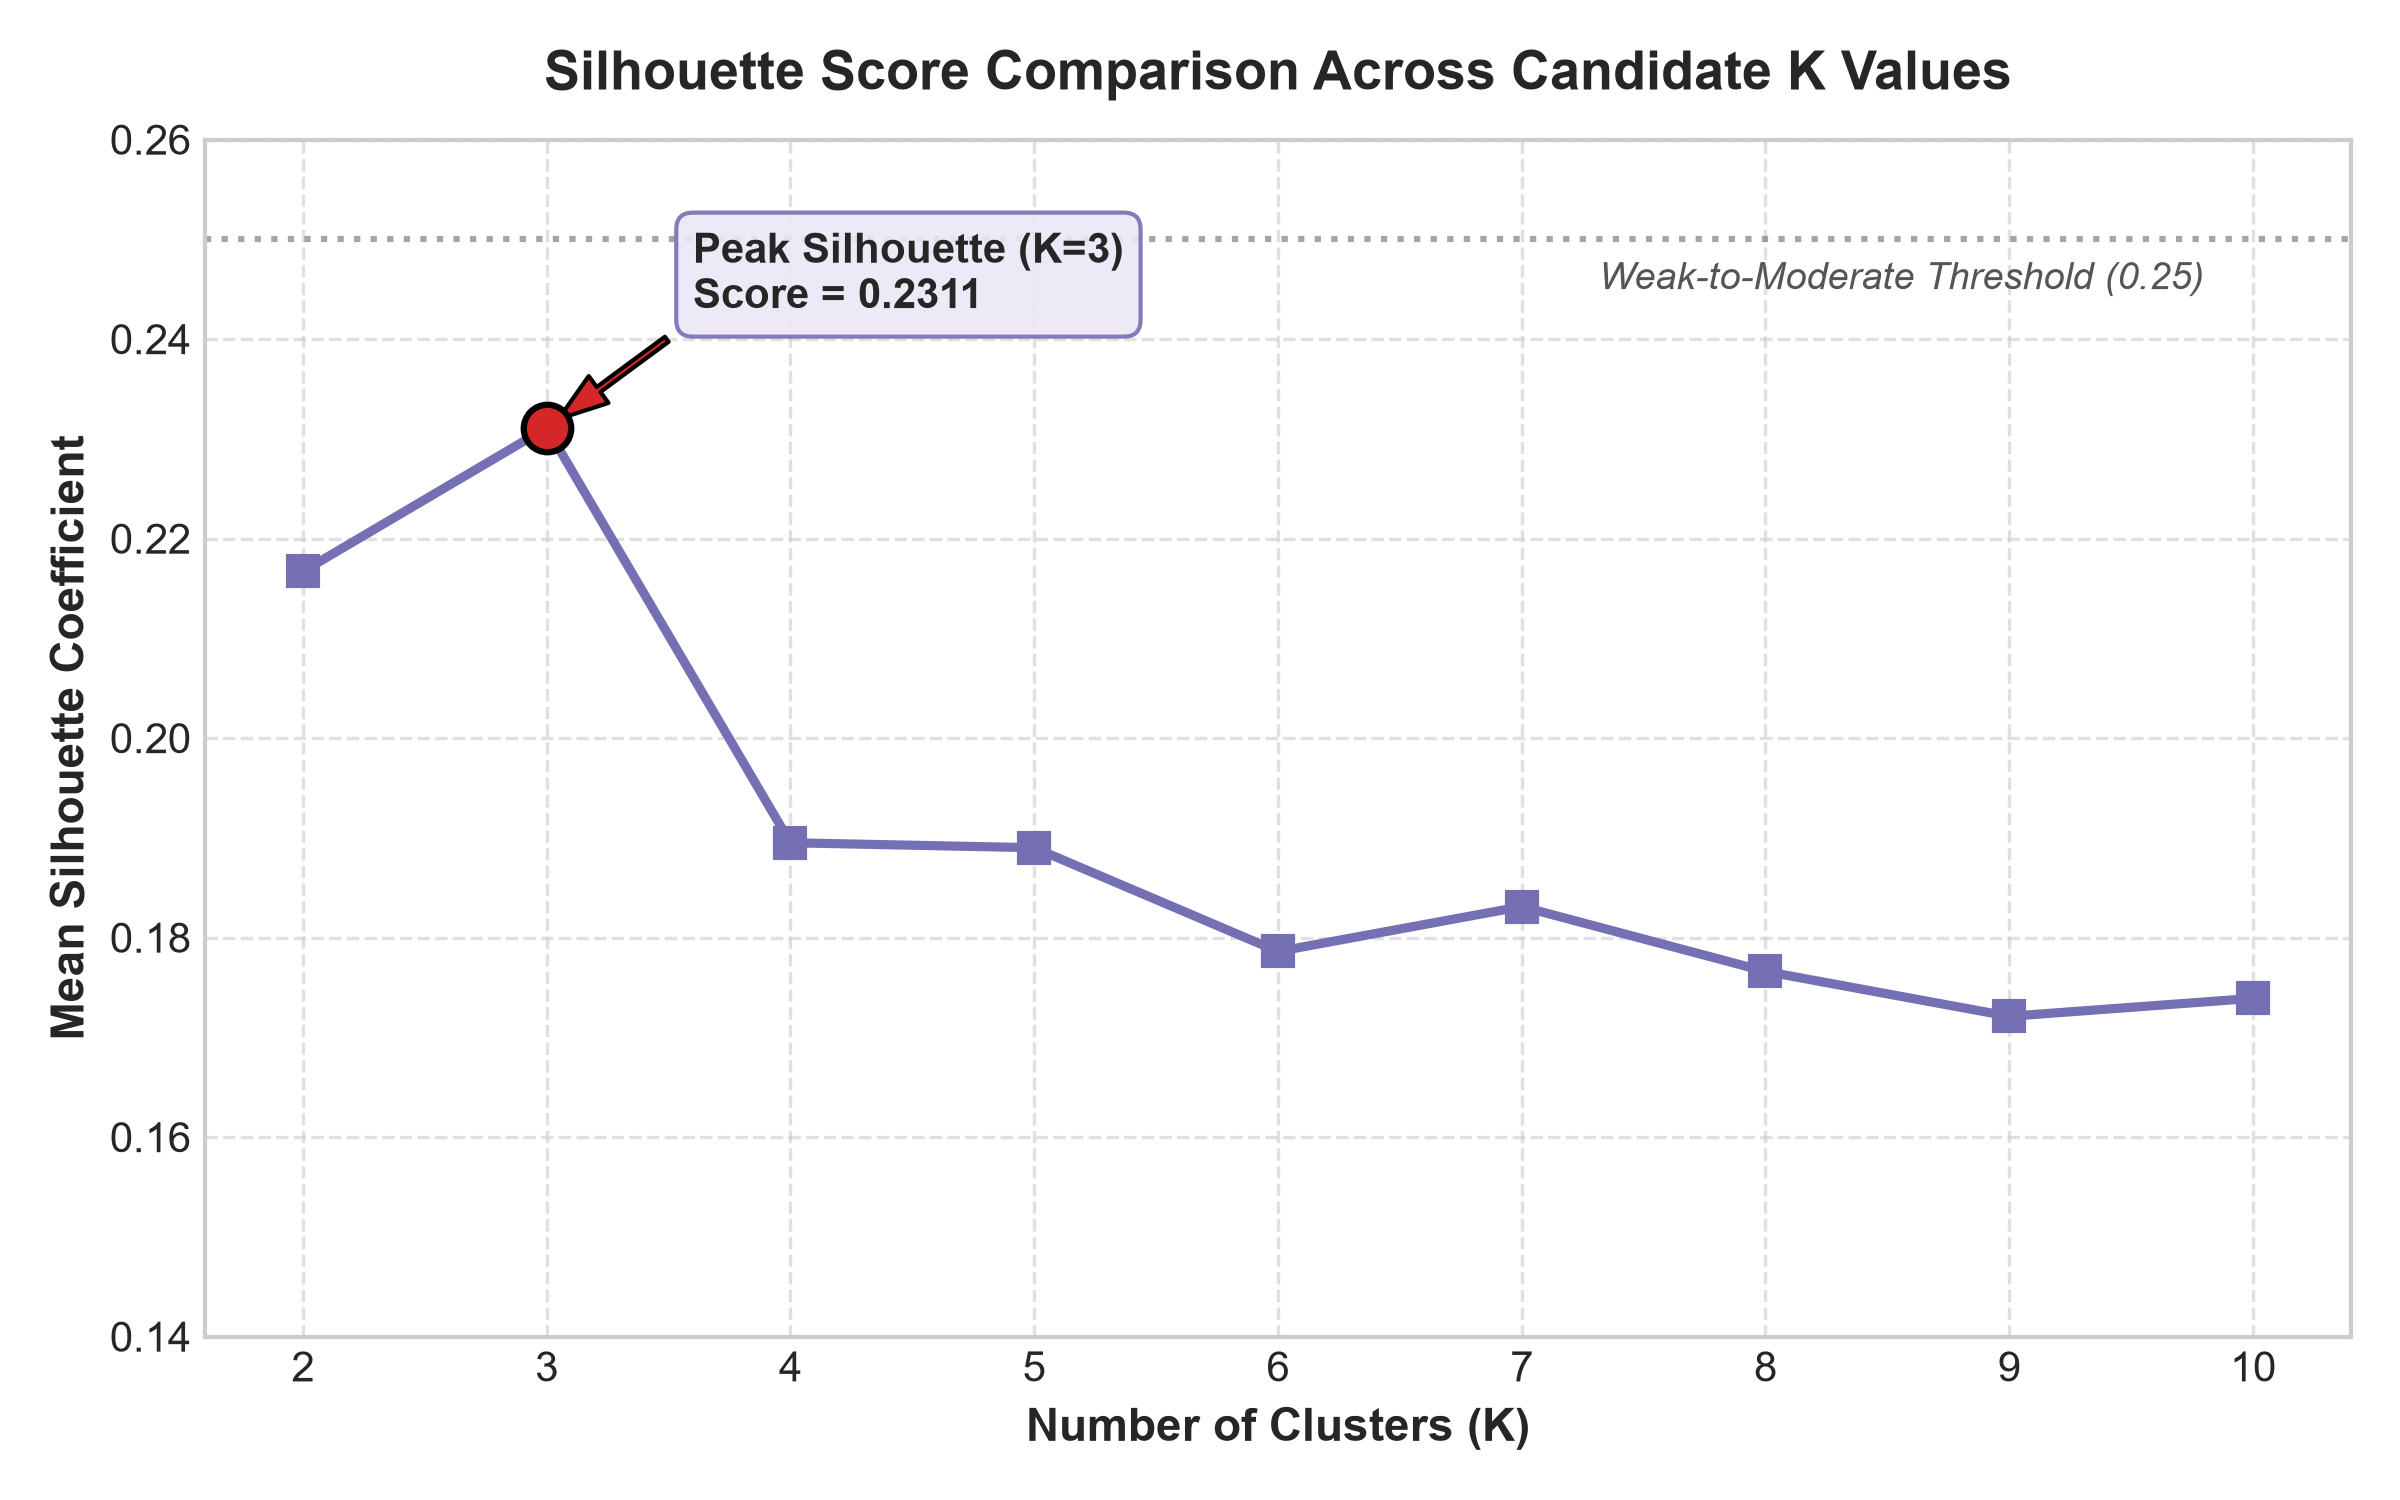 Silhouette Score Comparison Across Candidate K Values
0.26
Peak Silhouette (K=3)
Score = 0.2311
Weak-to-Moderate Threshold (0.25)
0.24
0.22
0.20
0.18
0.16
0.14
Mean Silhouette Coefficient
2 3 4 5 6 7 8 9 10
Number of Clusters (K)